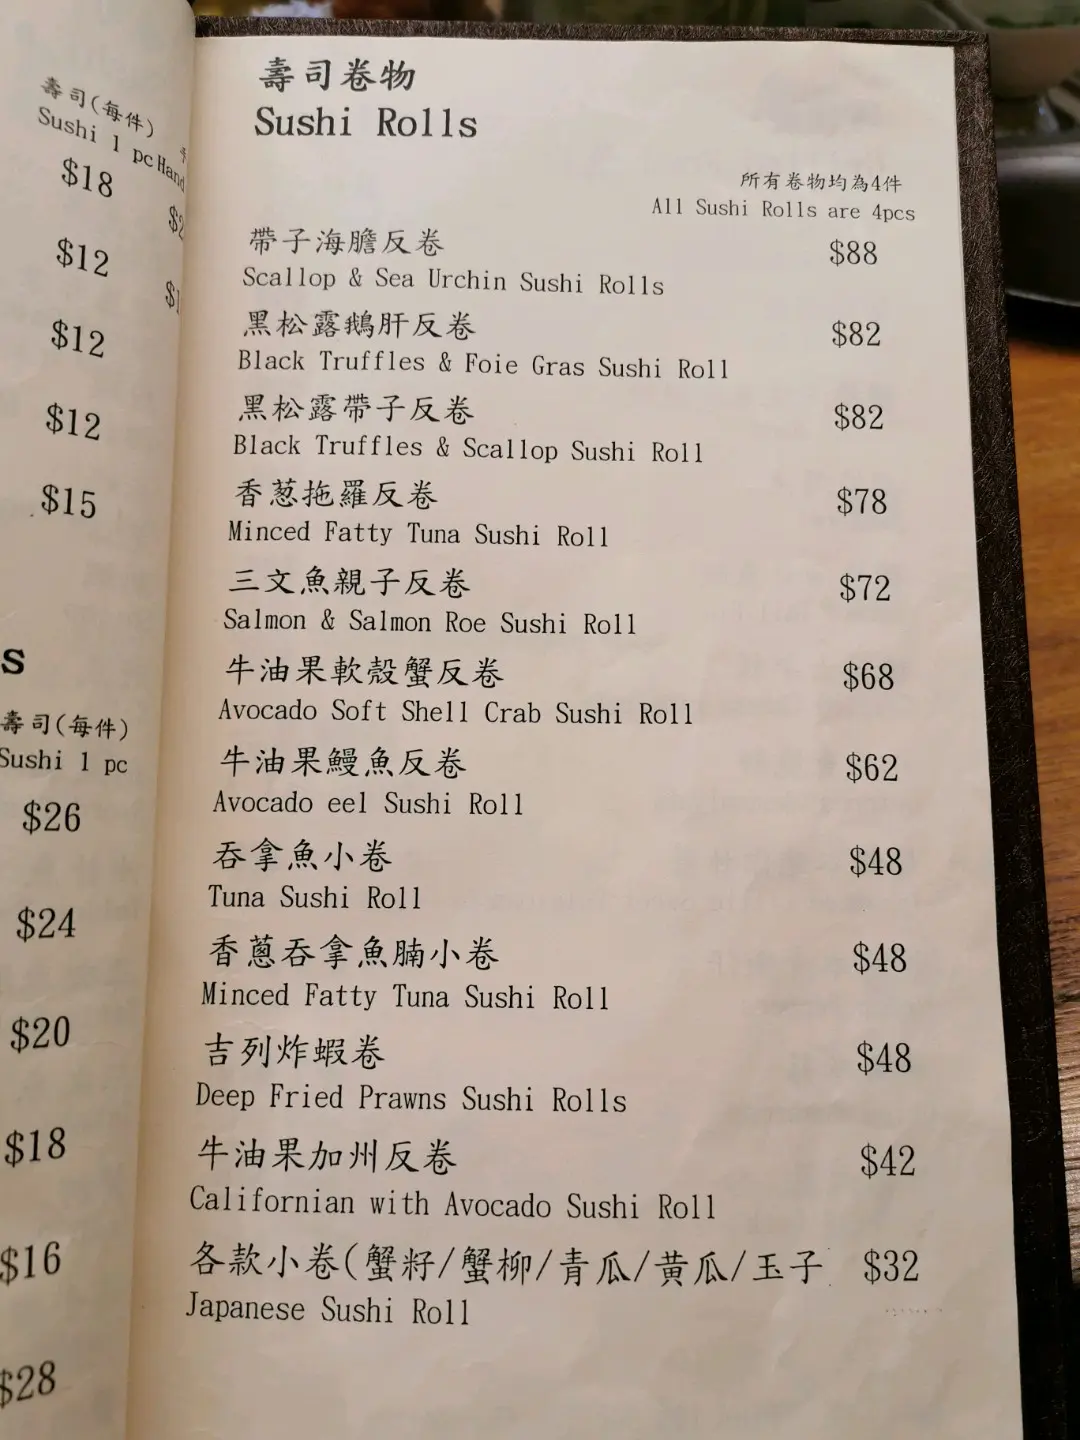 壽司(每件)
Sushi 1 pc Hand
$18
$12
$12
$12
$15
S
壽司(每件)
Sushi 1 pc
$26
$24
$20
$18
$16
$28
壽司卷物
Sushi Rolls
所有卷物均為4件
All Sushi Rolls are 4pcs
帶子海膽反卷 $88
Scallop & Sea Urchin Sushi Rolls
黑松露鵝肝反卷 $82
Black Truffles & Foie Gras Sushi Roll
黑松露帶子反卷 $82
Black Truffles & Scallop Sushi Roll
香葱拖羅反卷 $78
Minced Fatty Tuna Sushi Roll
三文魚親子反卷 $72
Salmon & Salmon Roe Sushi Roll
牛油果軟殼蟹反卷 $68
Avocado Soft Shell Crab Sushi Roll
牛油果鰻魚反卷 $62
Avocado eel Sushi Roll
吞拿魚小卷 $48
Tuna Sushi Roll
香蔥吞拿魚腩小卷 $48
Minced Fatty Tuna Sushi Roll
吉列炸蝦卷 $48
Deep Fried Prawns Sushi Rolls
牛油果加州反卷 $42
Californian with Avocado Sushi Roll
各款小卷(蟹籽/蟹柳/青瓜/黃瓜/玉子 $32
Japanese Sushi Roll